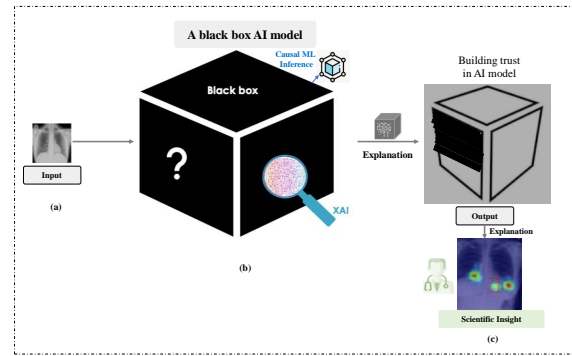 A black box AI model
Causal ML
Inference
Black box
?
XAI
Input
(a)
(b)
Explanation
Building trust
in AI model
Output
Explanation
Scientific Insight
(c)